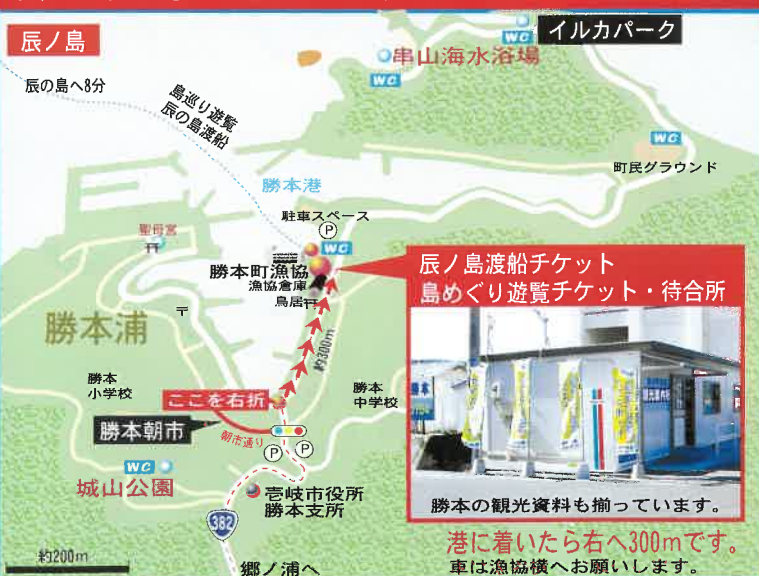 辰ノ島
イルカパーク
WC
串山海水浴場
WC
辰の島へ8分
島巡り遊覧
辰の島渡船
WC
町民グラウンド
勝本港
駐車スペース
P
聖母宮
WC
勝本町漁協
漁協倉庫
鳥居
辰ノ島渡船チケット
島めぐり遊覧チケット・待合所
勝本浦
約300m
勝本
小学校
勝本
中学校
ここを右折
勝本朝市
朝市通り
P
P
WC
城山公園
壱岐市役所
勝本支所
382
勝本の観光資料も揃っています。
港に着いたら右へ300mです。
車は漁協横へお願いします。
約200m
郷ノ浦へ